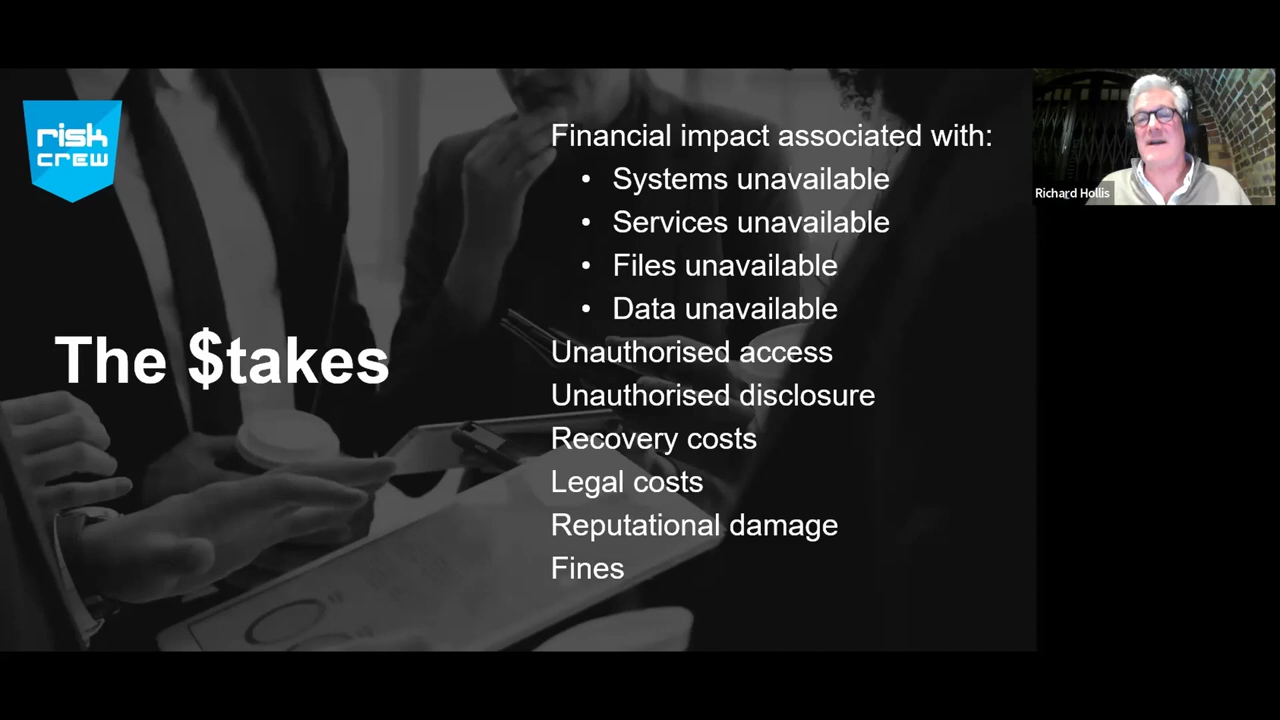 risk
crew
The $takes
Financial impact associated with:
• Systems unavailable
• Services unavailable
• Files unavailable
• Data unavailable
Unauthorised access
Unauthorised disclosure
Recovery costs
Legal costs
Reputational damage
Fines
Richard Hollis